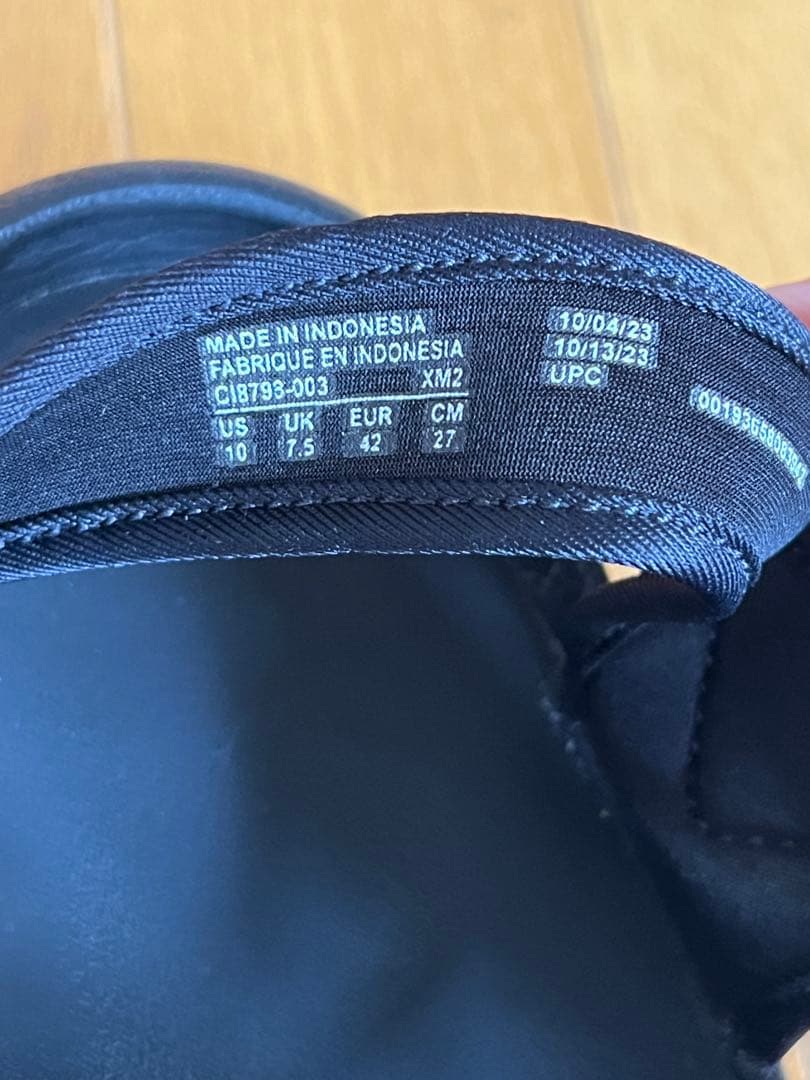 MADE IN INDONESIA
FABRIQUE EN INDONESIA
CI8798-003 XM2
US UK EUR CM
10 7.5 42 27
10/04/23
10/13/23
UPC